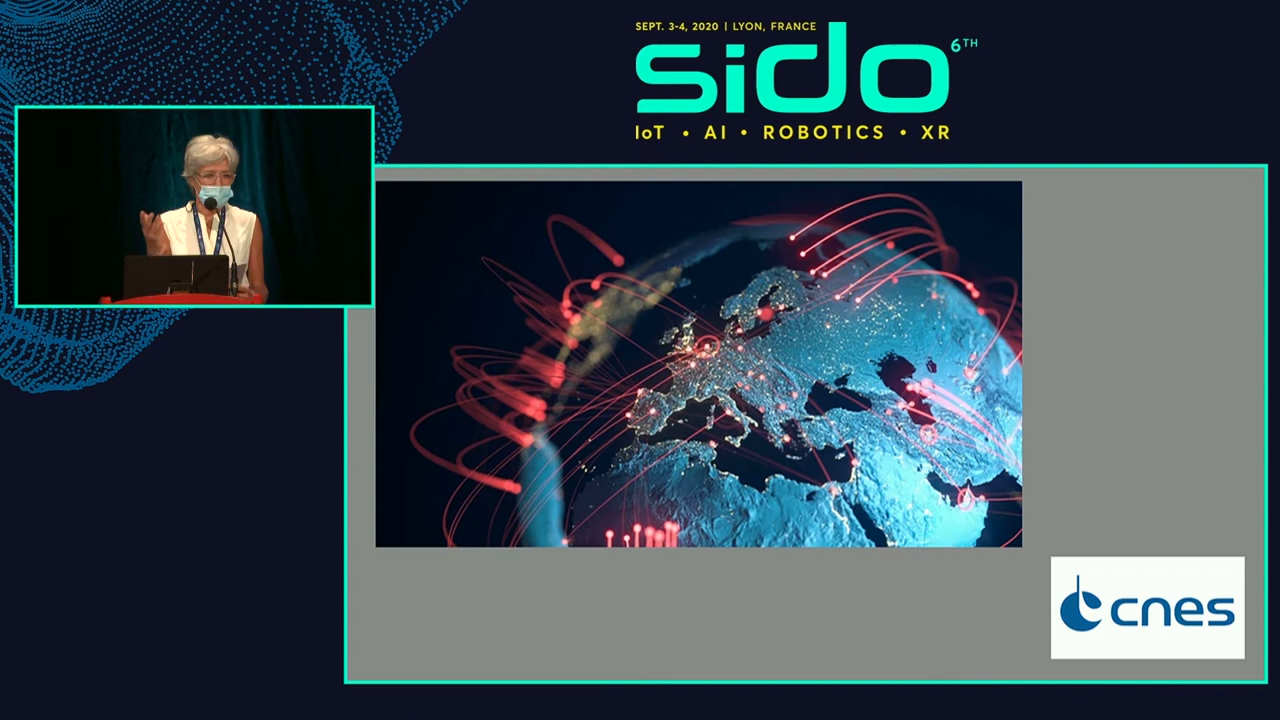 SEPT. 3-4, 2020 | LYON, FRANCE
sido 6TH
IoT • AI • ROBOTICS • XR
cnes